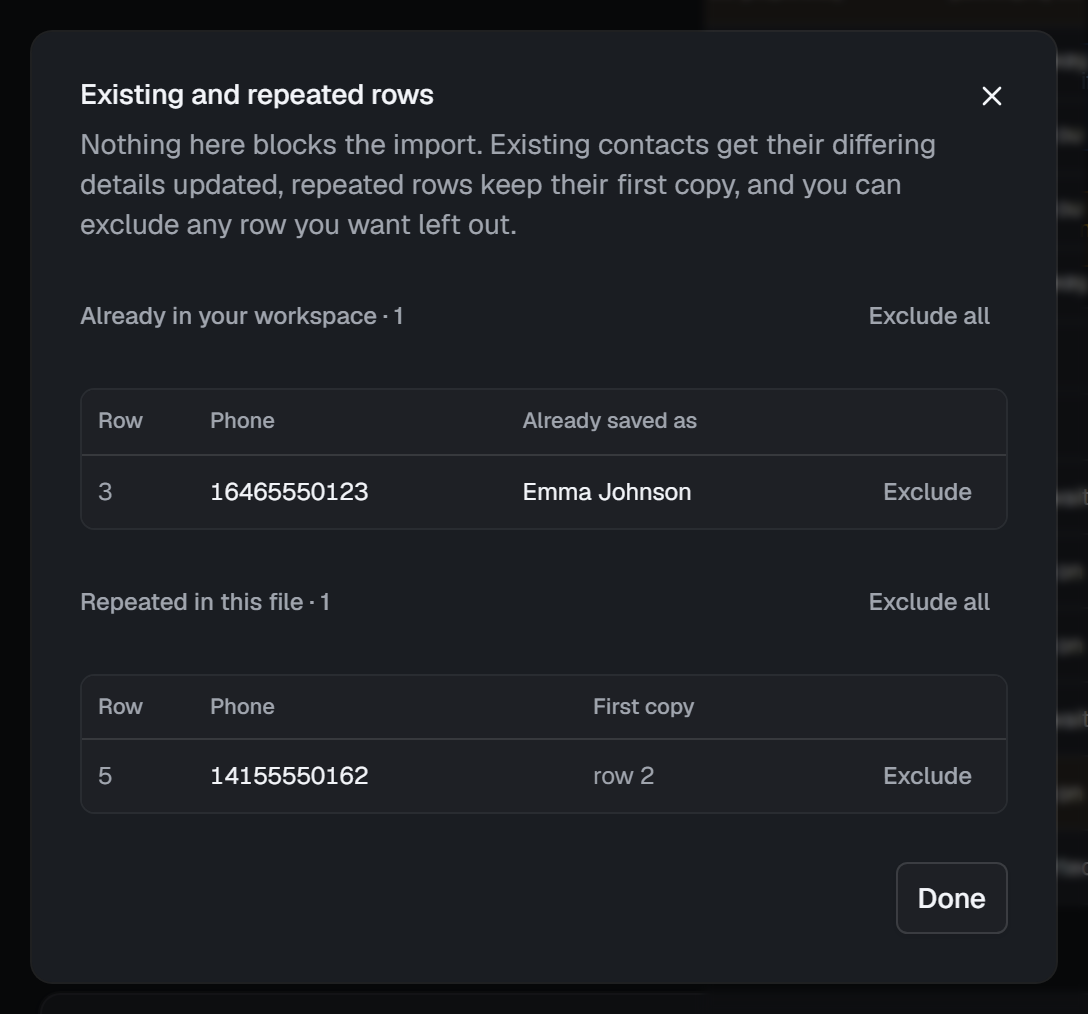 Existing and repeated rows
Nothing here blocks the import. Existing contacts get their differing
details updated, repeated rows keep their first copy, and you can
exclude any row you want left out.
Already in your workspace · 1 Exclude all
Row Phone Already saved as
3 16465550123 Emma Johnson Exclude
Repeated in this file · 1 Exclude all
Row Phone First copy
5 14155550162 row 2 Exclude
Done